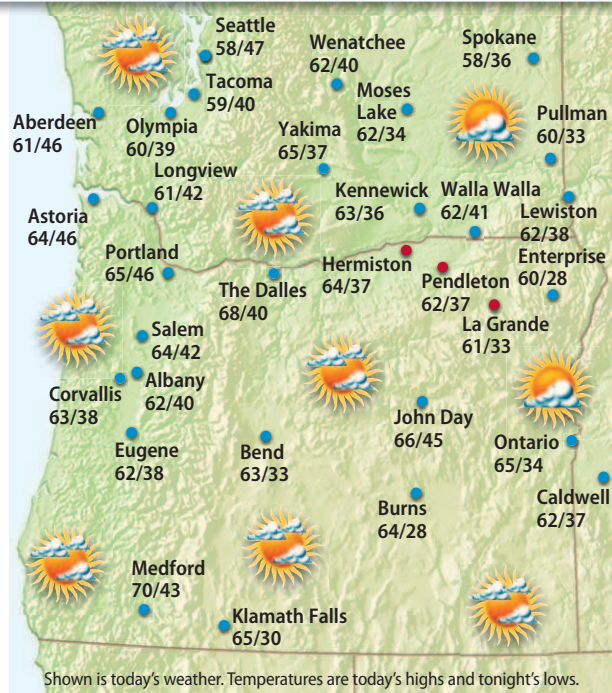 Seattle
58/47
Wenatchee
62/40
Spokane
58/36
Tacoma
59/40
Moses
Lake
62/34
Aberdeen
61/46
Olympia
60/39
Yakima
65/37
Pullman
60/33
Longview
61/42
Kennewick
63/36
Walla Walla
62/41
Lewiston
62/38
Astoria
64/46
Portland
65/46
The Dalles
68/40
Hermiston
64/37
Pendleton
62/37
Enterprise
60/28
La Grande
61/33
Salem
64/42
Corvallis
63/38
Albany
62/40
John Day
66/45
Eugene
62/38
Bend
63/33
Ontario
65/34
Burns
64/28
Caldwell
62/37
Medford
70/43
Klamath Falls
65/30
Shown is today's weather. Temperatures are today's highs and tonight's lows.